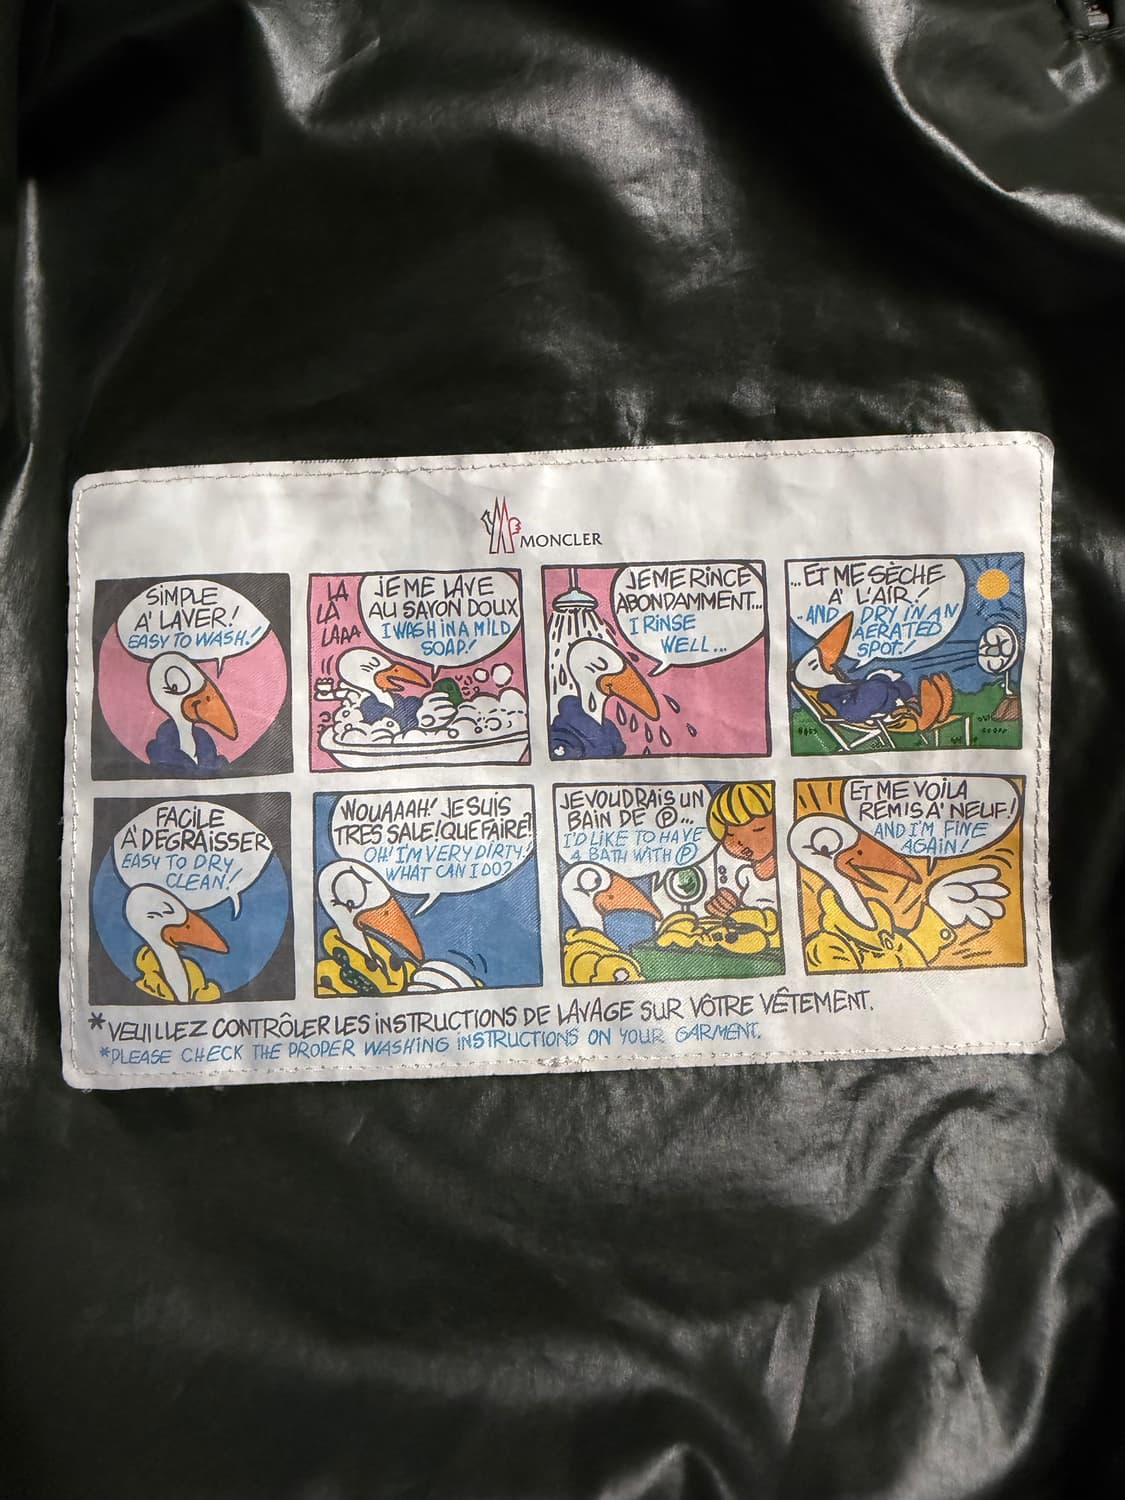 MONCLER
SiMPLE
A' LAVER!
EASY TO WASH!
LA
LA
LAAA
JE ME LAVE
AU SAVON DOUX
I WASH iN A MiLD
SOAP!
JE ME RiNCE
ABONDAMMENT...
I RiNSE
WELL...
...ET ME SÈCHE
A' L'AiR!
..AND I DRY iN AN
AERATED
SPOT!
FACiLE
A' DEGRAiSSER
EASY TO DRY
CLEAN!
WOUAAAH! JE SUiS
TRES SALE! QUE FAiRE?
OH! I'M VERY DiRTY!
WHAT CAN I DO?
JE VOUDRAiS UN
BAiN DE Ⓟ...
I'D LiKE TO HAVE
A BATH WiTH Ⓟ
ET ME VOiLA
REMiS A' NEUF!
AND I'M FiNE
AGAiN!
*VEUiLLEZ CONTRÔLER LES iNSTRUCTiONS DE LAVAGE SUR VÔTRE VÊTEMENT.
*PLEASE CHECK THE PROPER WASHiNG iNSTRUCTiONS ON YOUR GARMENT.